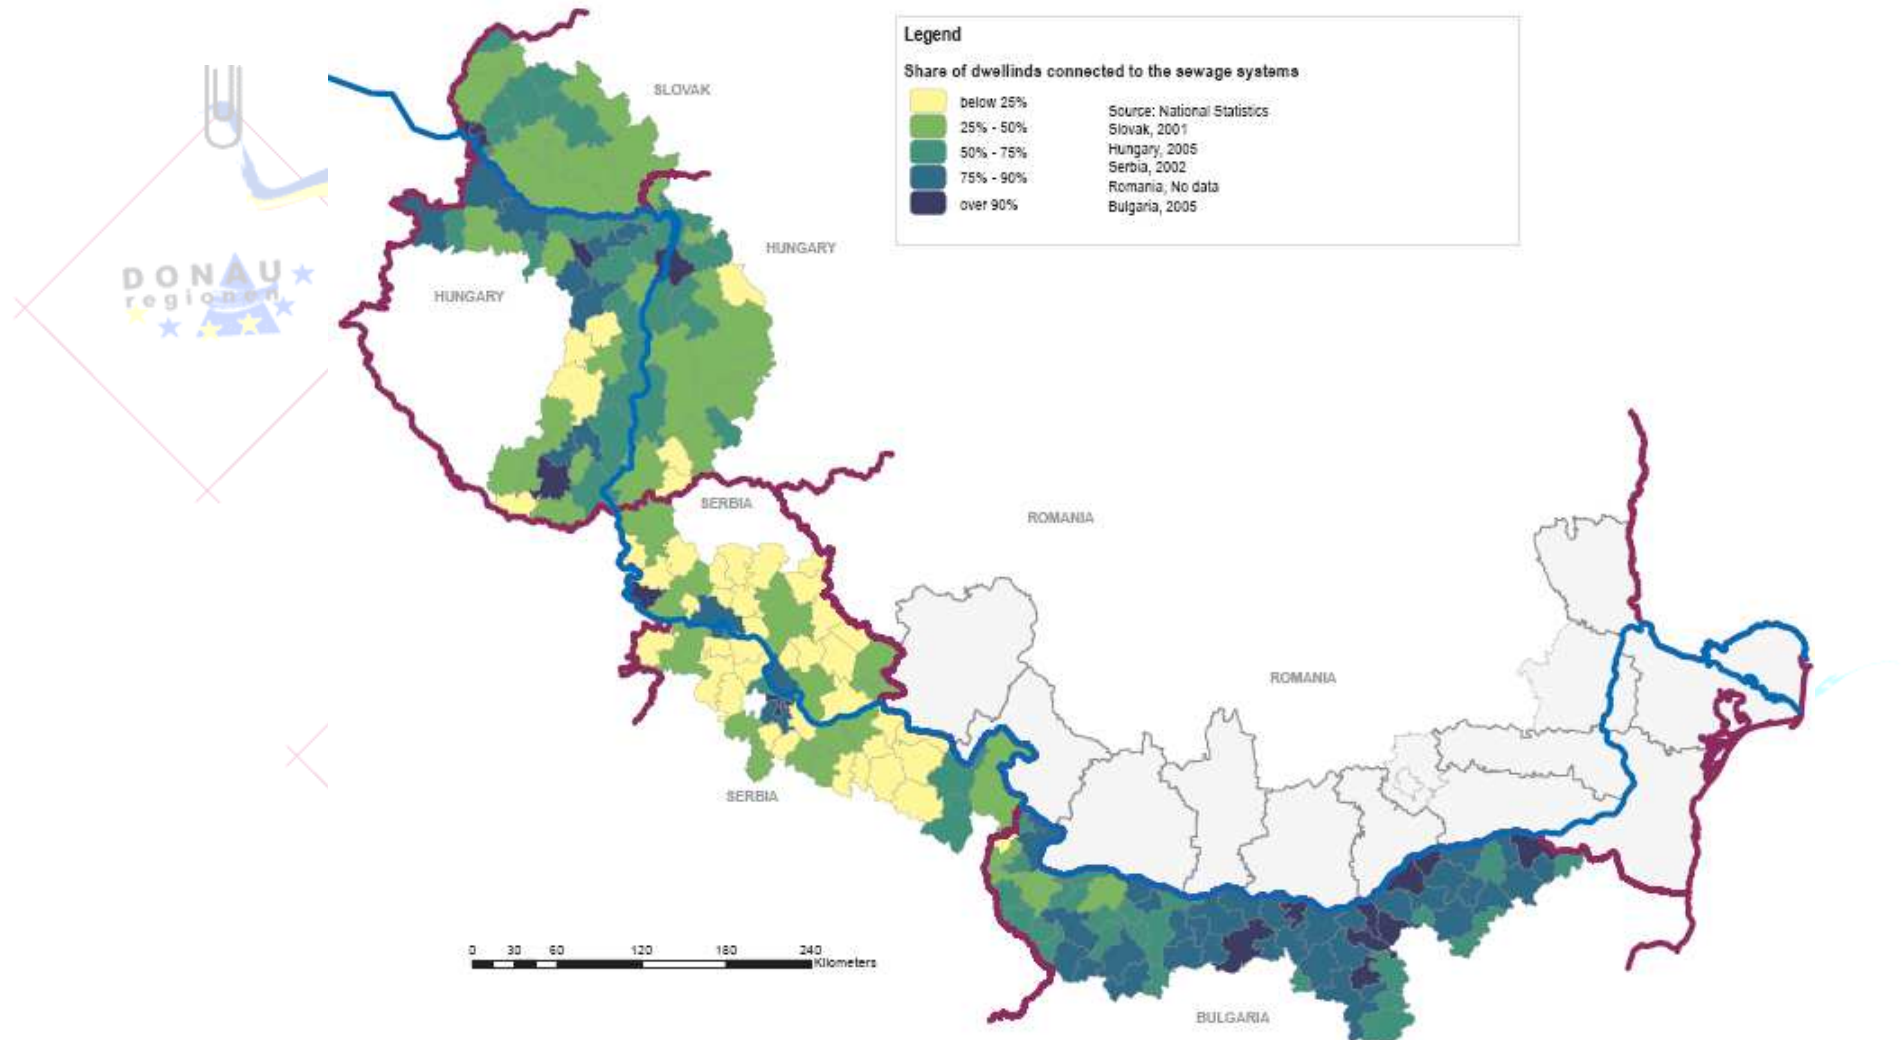 SLOVAK
Legend
Share of dwellinds connected to the sewage systems
below 25%
25% - 50%
50% - 75%
75% - 90%
over 90%
Source: National Statistics
Slovak, 2001
Hungary, 2005
Serbia, 2002
Romania, No data
Bulgaria, 2005
DONAU
regionen
HUNGARY
HUNGARY
SERBIA
ROMANIA
ROMANIA
SERBIA
0 30 60 120 180 240
Kilometers
BULGARIA